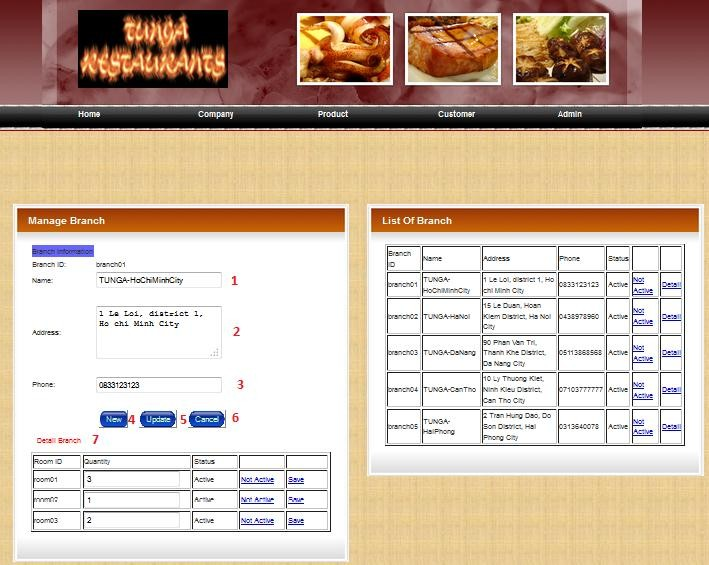 TUNGA
RESTAURANTS
Home Company Product Customer Admin
Manage Branch
Branch Information
Branch ID: branch01
Name: TUNGA-HoChiMinhCity 1
Address: 1 Le Loi, district 1,
Ho chi Minh City 2
Phone: 0833123123 3
New 4 Update 5 Cancel 6
Detail Branch 7
Room ID Quantity Status
room01 3 Active Not Active Save
room02 1 Active Not Active Save
room03 2 Active Not Active Save
List Of Branch
Branch
ID Name Address Phone Status
branch01 TUNGA-
HoChiMinhCity 1 Le Loi, district 1, Ho
chi Minh City 0833123123 Active Not
Active Detail
branch02 TUNGA-HaNoi 15 Le Duan, Hoan
Kiem District, Ha Noi
City 0438978960 Active Not
Active Detail
branch03 TUNGA-DaNang 90 Phan Van Tri,
Thanh Khe District,
Da Nang City 05113868568 Active Not
Active Detail
branch04 TUNGA-CanTho 10 Ly Thuong Kiet,
Ninh Kieu District,
Can Tho City 07103777777 Active Not
Active Detail
branch05 TUNGA-
HaiPhong 2 Tran Hung Dao, Do
Son District, Hai
Phong City 0313640078 Active Not
Active Detail